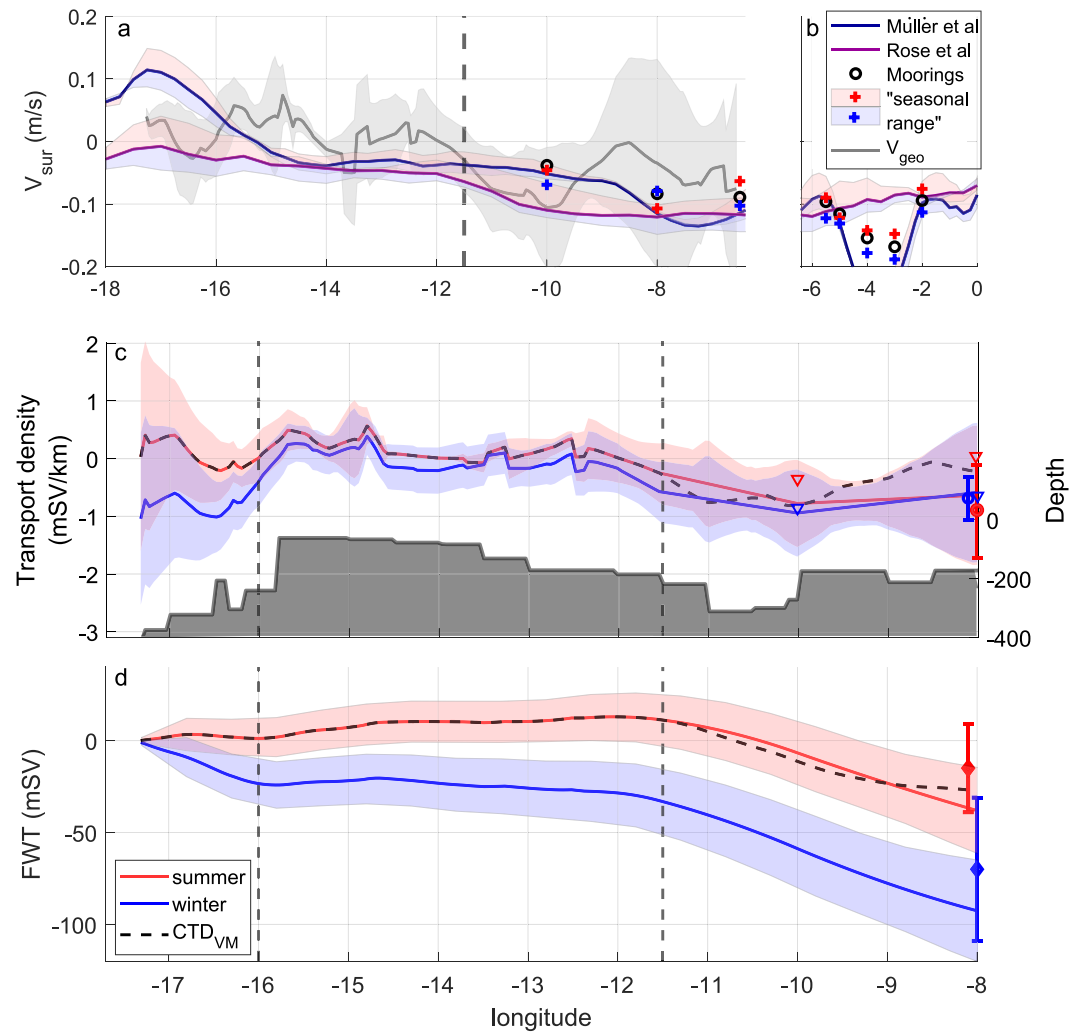 a
0.2
0.1
0
-0.1
-0.2
V_sur (m/s)
-18
-16
-14
-12
-10
-8
b
Muller et al
Rose et al
Moorings
"seasonal
range"
V_geo
-6
-4
-2
0
c
2
1
0
-1
-2
-3
Transport density
(mSV/km)
0
-200
-400
Depth
d
0
-50
-100
FWT (mSV)
summer
winter
CTD_VM
-17
-16
-15
-14
-13
-12
-11
-10
-9
-8
longitude